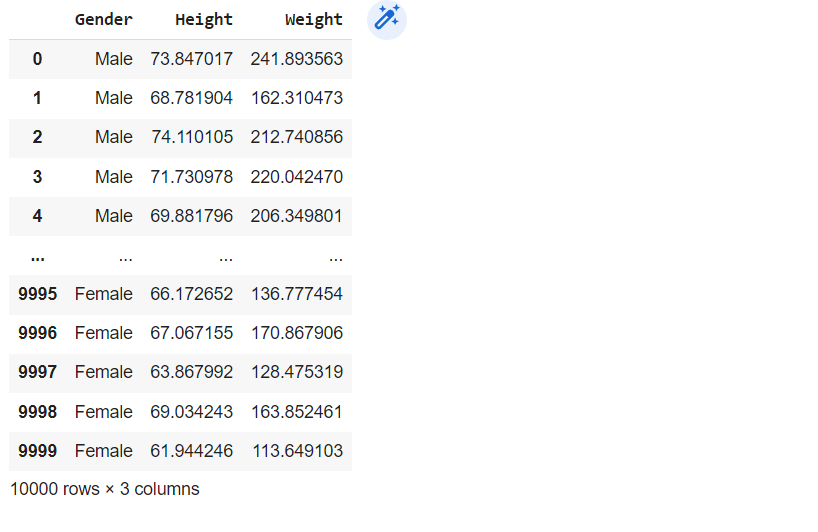 Gender Height Weight
0 Male 73.847017 241.893563
1 Male 68.781904 162.310473
2 Male 74.110105 212.740856
3 Male 71.730978 220.042470
4 Male 69.881796 206.349801
... ... ... ...
9995 Female 66.172652 136.777454
9996 Female 67.067155 170.867906
9997 Female 63.867992 128.475319
9998 Female 69.034243 163.852461
9999 Female 61.944246 113.649103
10000 rows × 3 columns